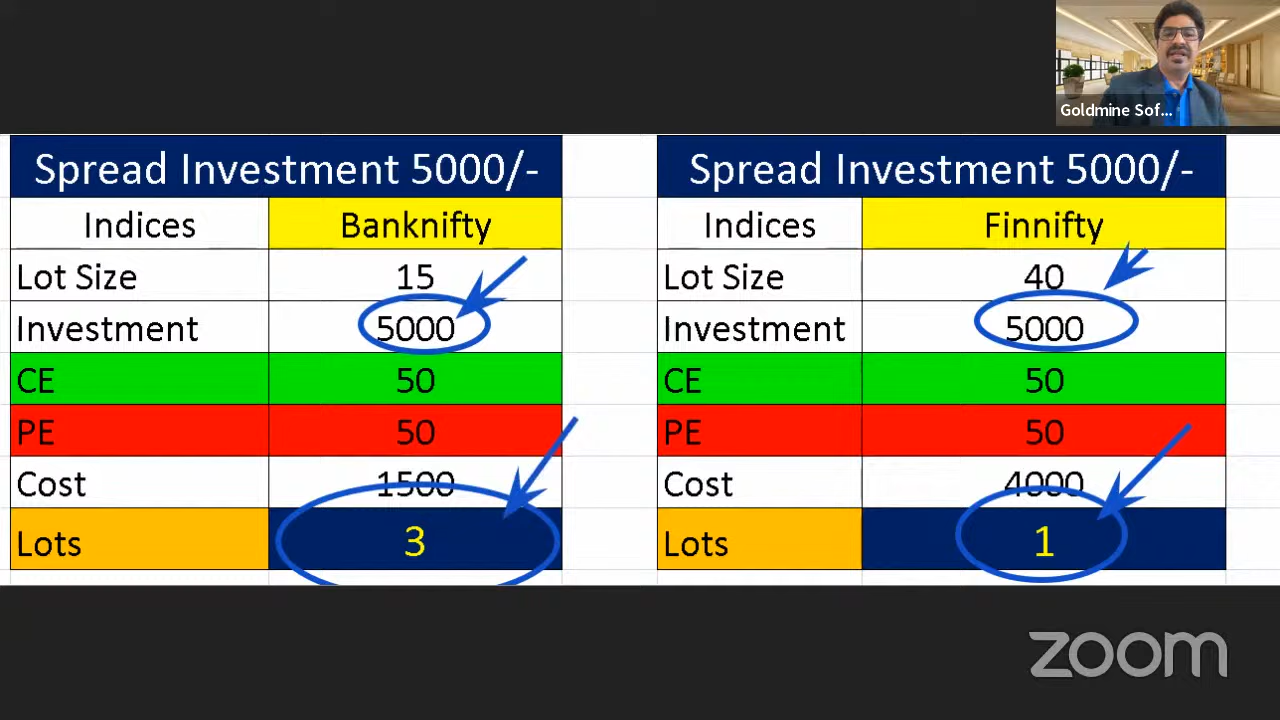 Goldmine Sof...
Spread Investment 5000/-
Indices Banknifty
Lot Size 15
Investment 5000
CE 50
PE 50
Cost 1500
Lots 3
Spread Investment 5000/-
Indices Finnifty
Lot Size 40
Investment 5000
CE 50
PE 50
Cost 4000
Lots 1
zoom